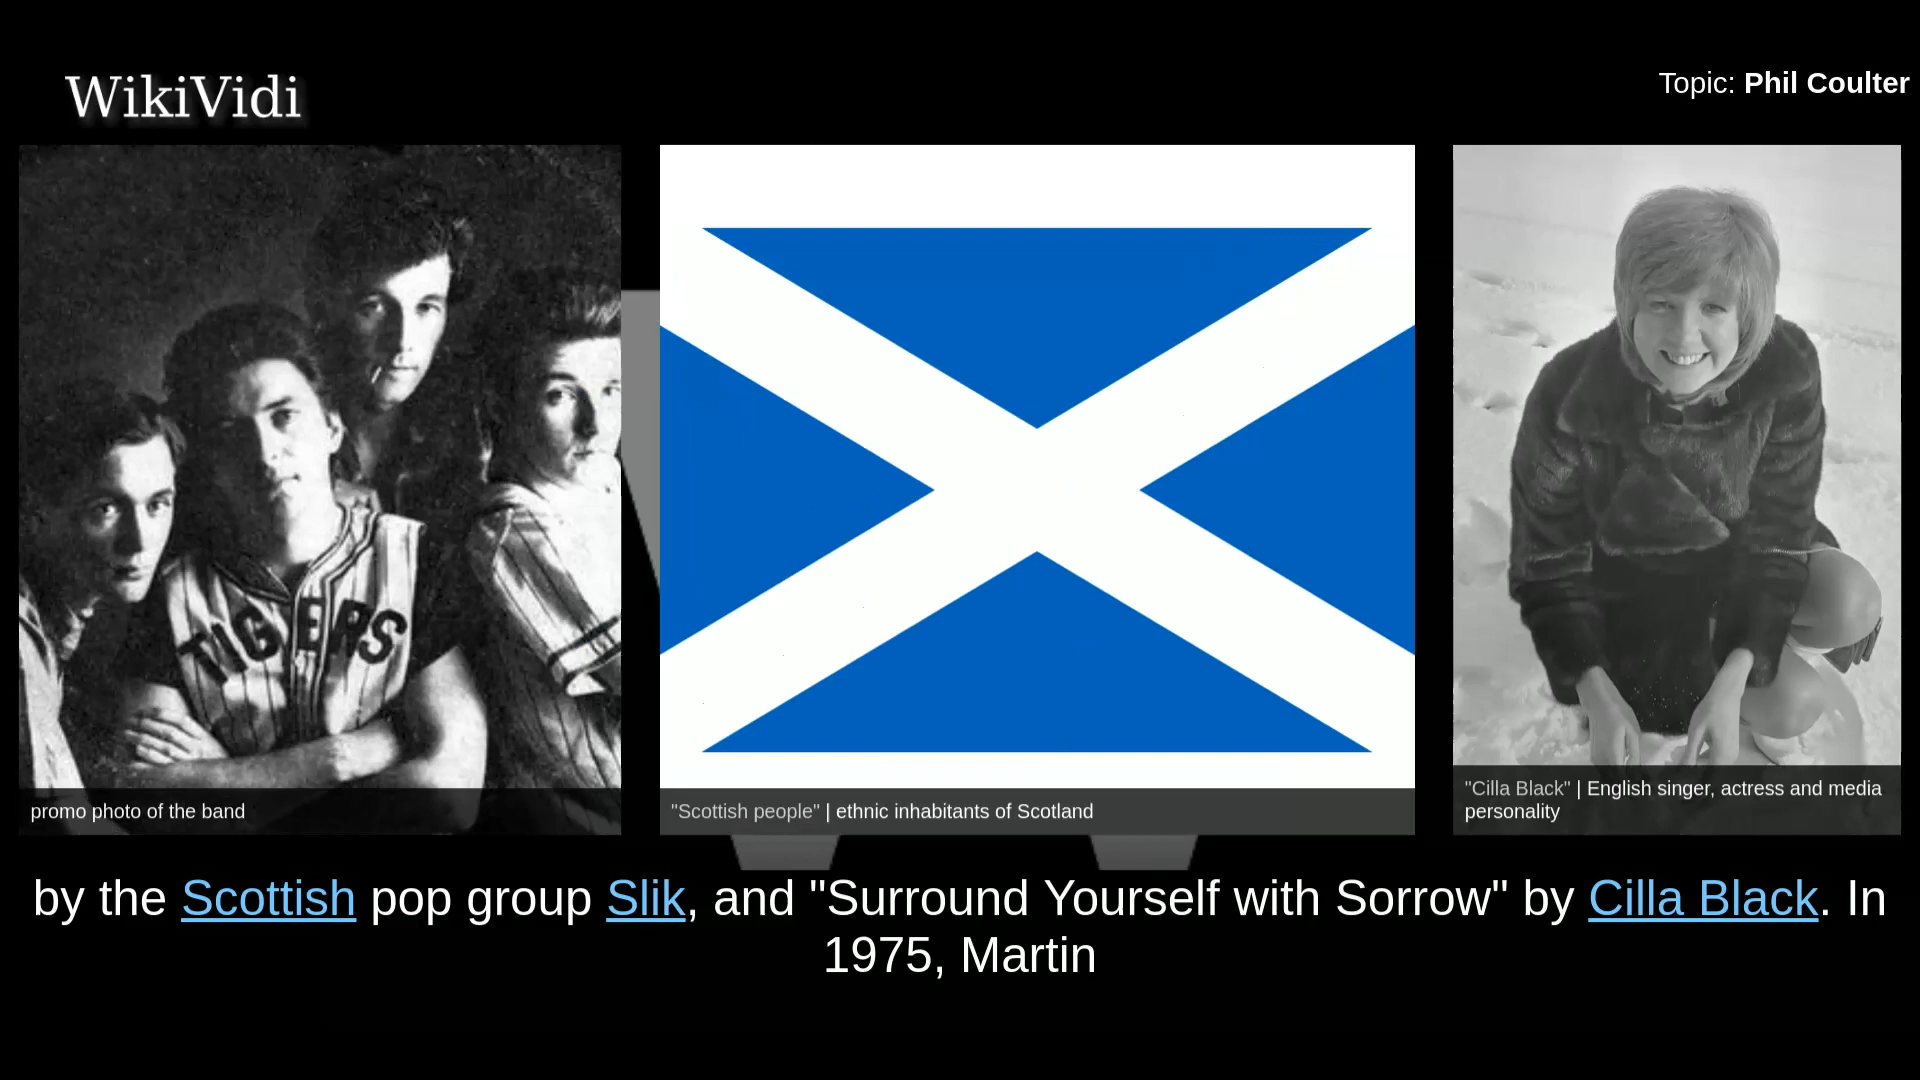 WikiVidi
Topic: Phil Coulter
TIGERS
promo photo of the band
"Scottish people" | ethnic inhabitants of Scotland
"Cilla Black" | English singer, actress and media
personality
by the Scottish pop group Slik, and "Surround Yourself with Sorrow" by Cilla Black. In
1975, Martin